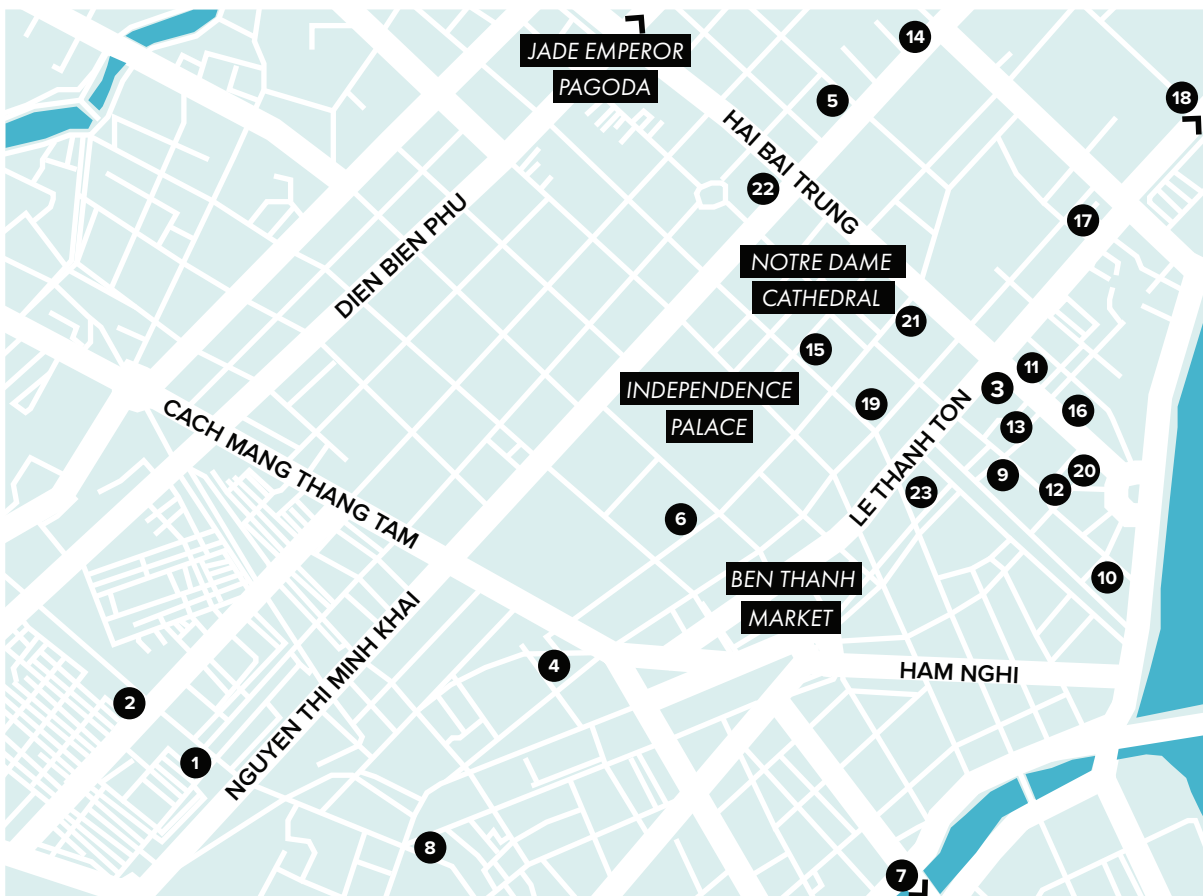 JADE EMPEROR
PAGODA
14
5
18
HAI BAI TRUNG
22
DIEN BIEN PHU
17
NOTRE DAME
CATHEDRAL
21
15
11
INDEPENDENCE
PALACE
3
19
16
13
CACH MANG THANG TAM
LE THANH TON
9
20
12
23
6
BEN THANH
MARKET
10
NGUYEN THI MINH KHAI
4
HAM NGHI
2
1
8
7